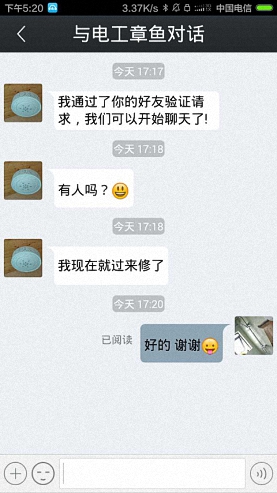 下午5:20 3.37K/s 中国电信
与电工章鱼对话
今天 17:17
我通过了你的好友验证请
求，我们可以开始聊天了!
今天 17:18
有人吗？😃
今天 17:18
我现在就过来修了
今天 17:20
已阅读
好的 谢谢😛